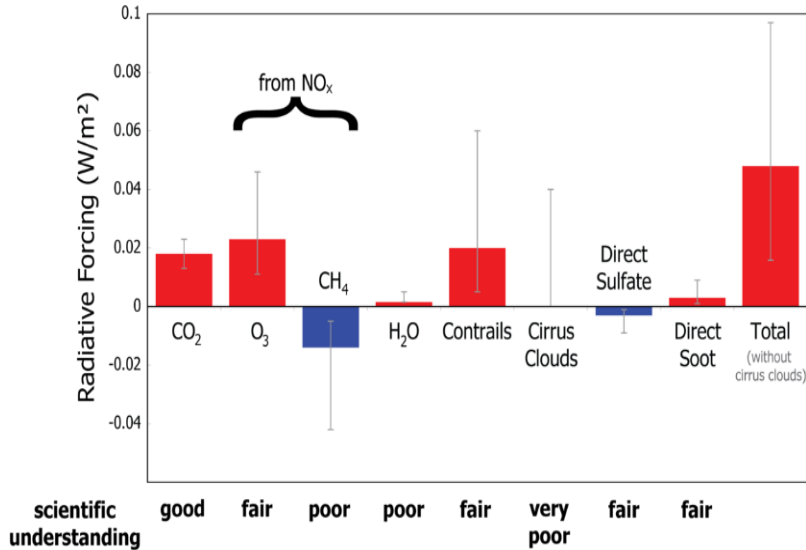 0.1
0.08
0.06
0.04
0.02
0
-0.02
-0.04
Radiative Forcing (W/m²)
from NOₓ
CO₂
O₃
CH₄
H₂O
Contrails
Cirrus
Clouds
Direct
Sulfate
Direct
Soot
Total
(without
cirrus clouds)
scientific
understanding
good
fair
poor
poor
fair
very
poor
fair
fair